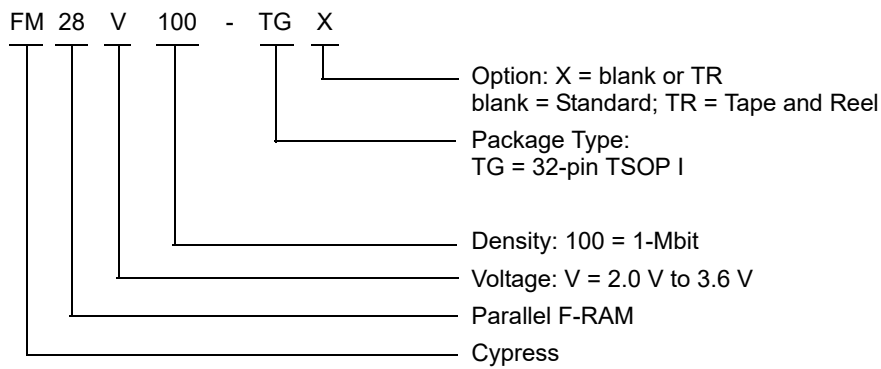 FM 28 V 100 - TG X
Option: X = blank or TR
blank = Standard; TR = Tape and Reel
Package Type:
TG = 32-pin TSOP I
Density: 100 = 1-Mbit
Voltage: V = 2.0 V to 3.6 V
Parallel F-RAM
Cypress